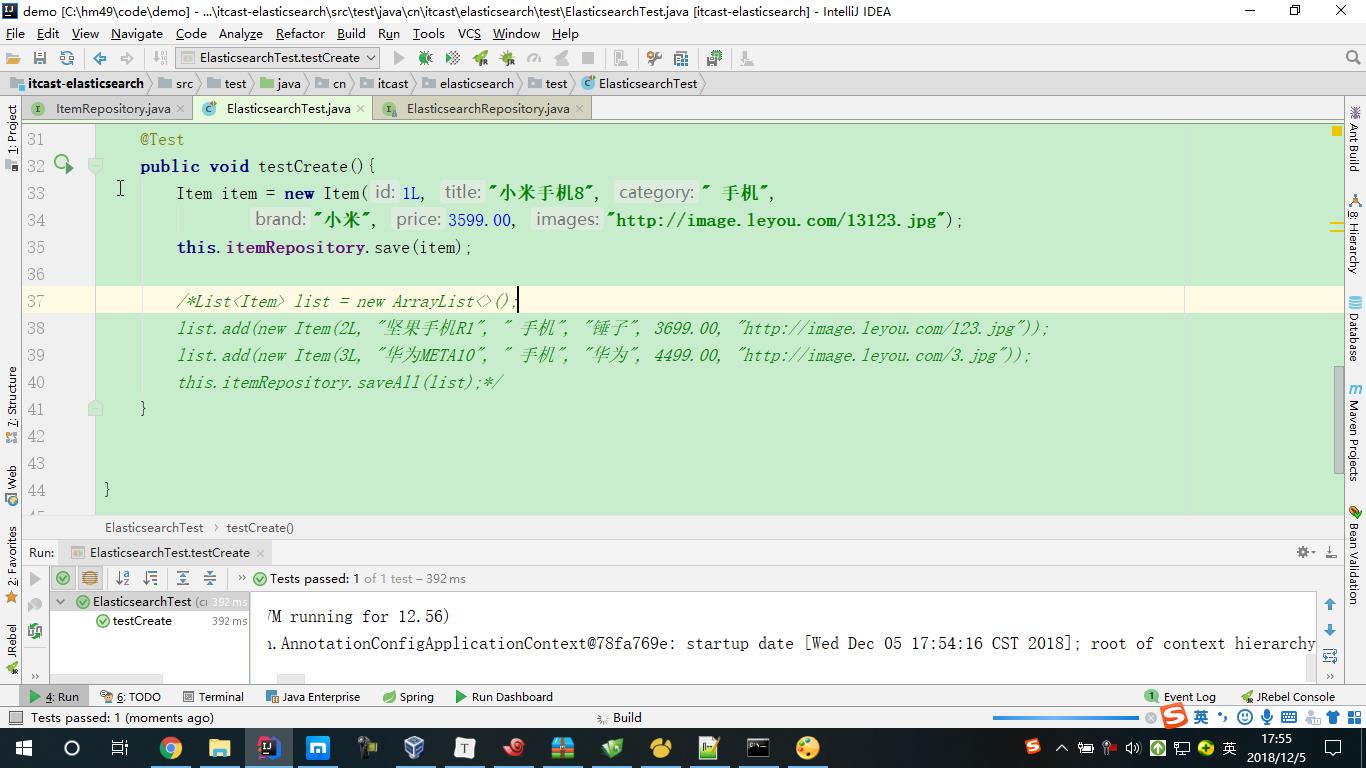 demo [C:\hm49\code\demo] - ...\itcast-elasticsearch\src\test\java\cn\itcast\elasticsearch\test\ElasticsearchTest.java [itcast-elasticsearch] - IntelliJ IDEA
File Edit View Navigate Code Analyze Refactor Build Run Tools VCS Window Help
ElasticsearchTest.testCreate
itcast-elasticsearch src test java cn itcast elasticsearch test ElasticsearchTest
ItemRepository.java ElasticsearchTest.java ElasticsearchRepository.java
1: Project
7: Structure
Web
2: Favorites
JRebel
31 @Test
32 public void testCreate(){
33 Item item = new Item( id: 1L, title: "小米手机8", category: " 手机",
34 brand: "小米", price: 3599.00, images: "http://image.leyou.com/13123.jpg");
35 this.itemRepository.save(item);
36
37 /*List<Item> list = new ArrayList<>();
38 list.add(new Item(2L, "坚果手机R1", " 手机", "锤子", 3699.00, "http://image.leyou.com/123.jpg"));
39 list.add(new Item(3L, "华为META10", " 手机", "华为", 4499.00, "http://image.leyou.com/3.jpg"));
40 this.itemRepository.saveAll(list);*/
41 }
42
43
44 }
Ant Build
8: Hierarchy
Database
Maven Projects
Bean Validation
ElasticsearchTest testCreate()
Run: ElasticsearchTest.testCreate
Tests passed: 1 of 1 test – 392 ms
ElasticsearchTest (ci 392 ms
testCreate 392 ms
VM running for 12.56)
n.AnnotationConfigApplicationContext@78fa769e: startup date [Wed Dec 05 17:54:16 CST 2018]; root of context hierarchy
4: Run 6: TODO Terminal Java Enterprise Spring Run Dashboard 1 Event Log JRebel Console
Tests passed: 1 (moments ago) Build 英
英 17:55
2018/12/5